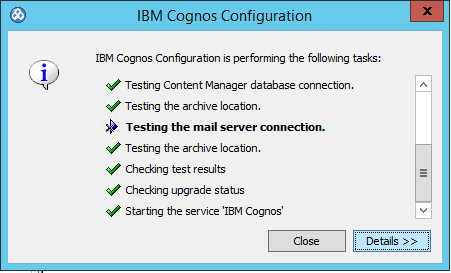 IBM Cognos Configuration
x
IBM Cognos Configuration is performing the following tasks:
Testing Content Manager database connection.
Testing the archive location.
Testing the mail server connection.
Testing the archive location.
Checking test results
Checking upgrade status
Starting the service 'IBM Cognos'
Close
Details >>